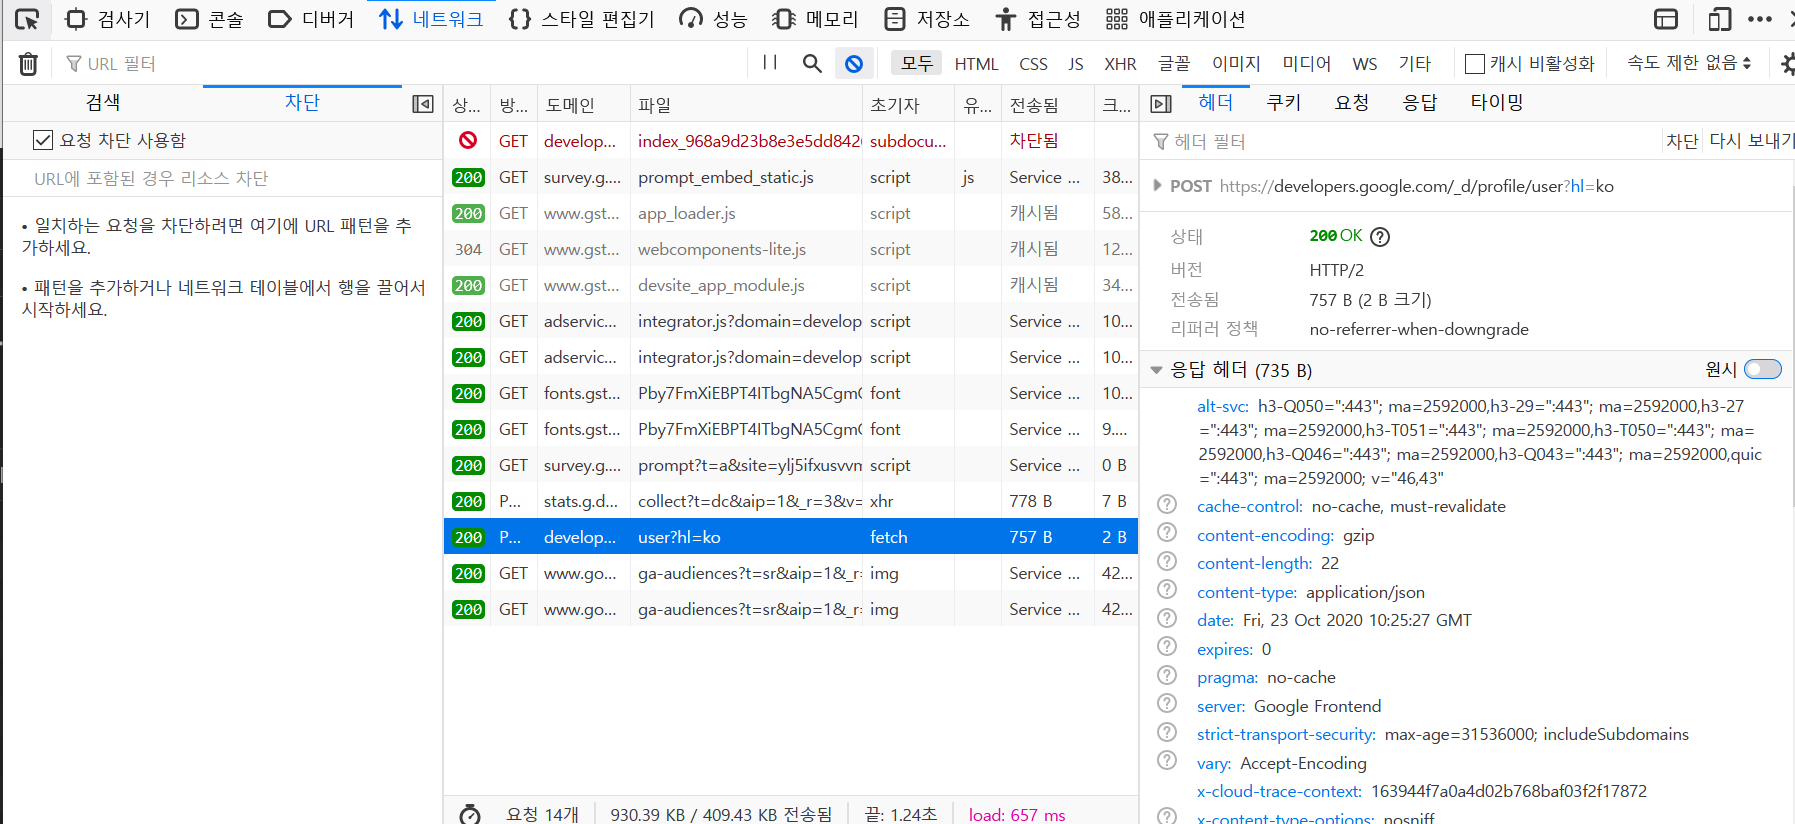 검사기 콘솔 디버거 네트워크 스타일 편집기 성능 메모리 저장소 접근성 애플리케이션
URL 필터 모두 HTML CSS JS XHR 글꼴 이미지 미디어 WS 기타 캐시 비활성화 속도 제한 없음
검색 차단
요청 차단 사용함
URL에 포함된 경우 리소스 차단
• 일치하는 요청을 차단하려면 여기에 URL 패턴을 추
가하세요.
• 패턴을 추가하거나 네트워크 테이블에서 행을 끌어서
시작하세요.
상... 방... 도메인 파일 초기자 유... 전송됨 크...
GET develop... index_968a9d23b8e3e5dd842 subdocu... 차단됨
200 GET survey.g.... prompt_embed_static.js script js Service ... 38...
200 GET www.gst... app_loader.js script 캐시됨 58...
304 GET www.gst... webcomponents-lite.js script 캐시됨 12...
200 GET www.gst... devsite_app_module.js script 캐시됨 34...
200 GET adservic... integrator.js?domain=develop script Service ... 10...
200 GET adservic... integrator.js?domain=develop script Service ... 10...
200 GET fonts.gst... Pby7FmXiEBPT4ITbgNA5Cgm font Service ... 10...
200 GET fonts.gst... Pby7FmXiEBPT4ITbgNA5Cgm font Service ... 9....
200 GET survey.g.... prompt?t=a&site=ylj5ifxusvvm script Service ... 0 B
200 P... stats.g.d... collect?t=dc&aip=1&_r=3&v= xhr 778 B 7 B
200 P... develop... user?hl=ko fetch 757 B 2 B
200 GET www.go... ga-audiences?t=sr&aip=1&_r= img Service ... 42...
200 GET www.go... ga-audiences?t=sr&aip=1&_r= img Service ... 42...
요청 14개 930.39 KB / 409.43 KB 전송됨 끝: 1.24초 load: 657 ms
헤더 쿠키 요청 응답 타이밍
헤더 필터 차단 다시 보내기
POST https://developers.google.com/_d/profile/user?hl=ko
상태 200 OK
버전 HTTP/2
전송됨 757 B (2 B 크기)
리퍼러 정책 no-referrer-when-downgrade
응답 헤더 (735 B) 원시
alt-svc: h3-Q050=":443"; ma=2592000,h3-29=":443"; ma=2592000,h3-27
=":443"; ma=2592000,h3-T051=":443"; ma=2592000,h3-T050=":443"; ma=
2592000,h3-Q046=":443"; ma=2592000,h3-Q043=":443"; ma=2592000,quic
=":443"; ma=2592000; v="46,43"
cache-control: no-cache, must-revalidate
content-encoding: gzip
content-length: 22
content-type: application/json
date: Fri, 23 Oct 2020 10:25:27 GMT
expires: 0
pragma: no-cache
server: Google Frontend
strict-transport-security: max-age=31536000; includeSubdomains
vary: Accept-Encoding
x-cloud-trace-context: 163944f7a0a4d02b768baf03f2f17872
x-content-type-options: nosniff